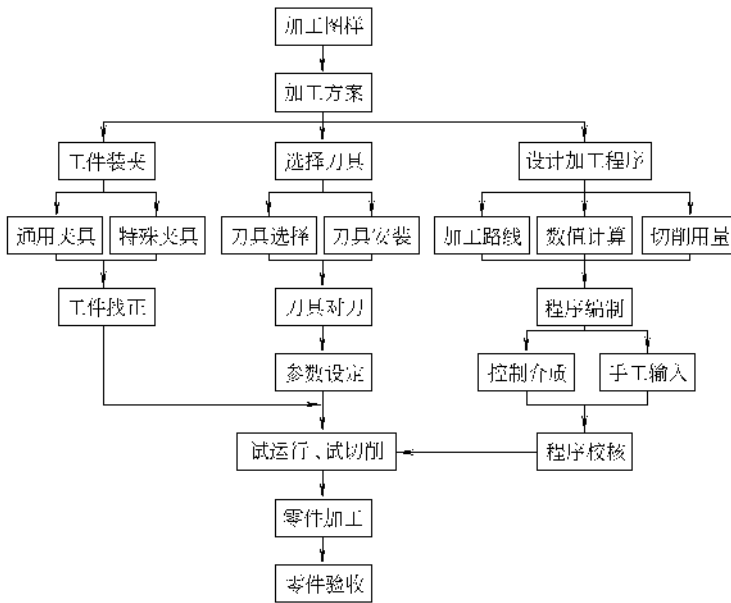 加工图样
加工方案
工件装夹
选择刀具
设计加工程序
通用夹具
特殊夹具
刀具选择
刀具安装
加工路线
数值计算
切削用量
工件找正
刀具对刀
程序编制
参数设定
控制介质
手工输入
试运行、试切削
程序校核
零件加工
零件验收